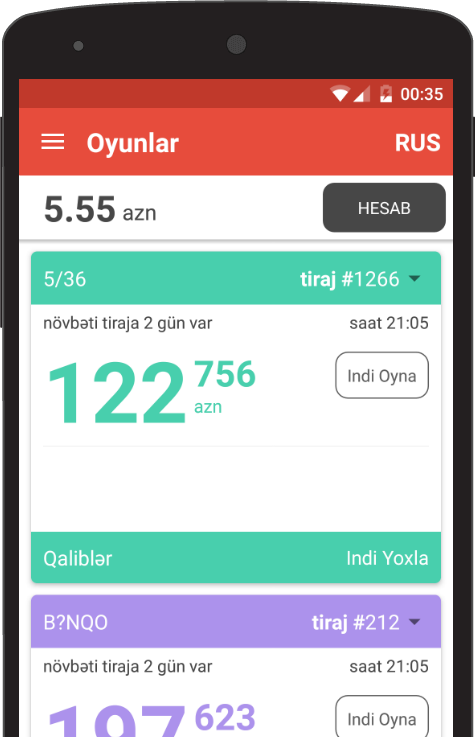 00:35
Oyunlar RUS
5.55 azn HESAB
5/36 tiraj #1266
növbəti tiraja 2 gün var saat 21:05
122 756 azn Indi Oyna
Qaliblər Indi Yoxla
B?NQO tiraj #212
növbəti tiraja 2 gün var saat 21:05
197 623 Indi Oyna